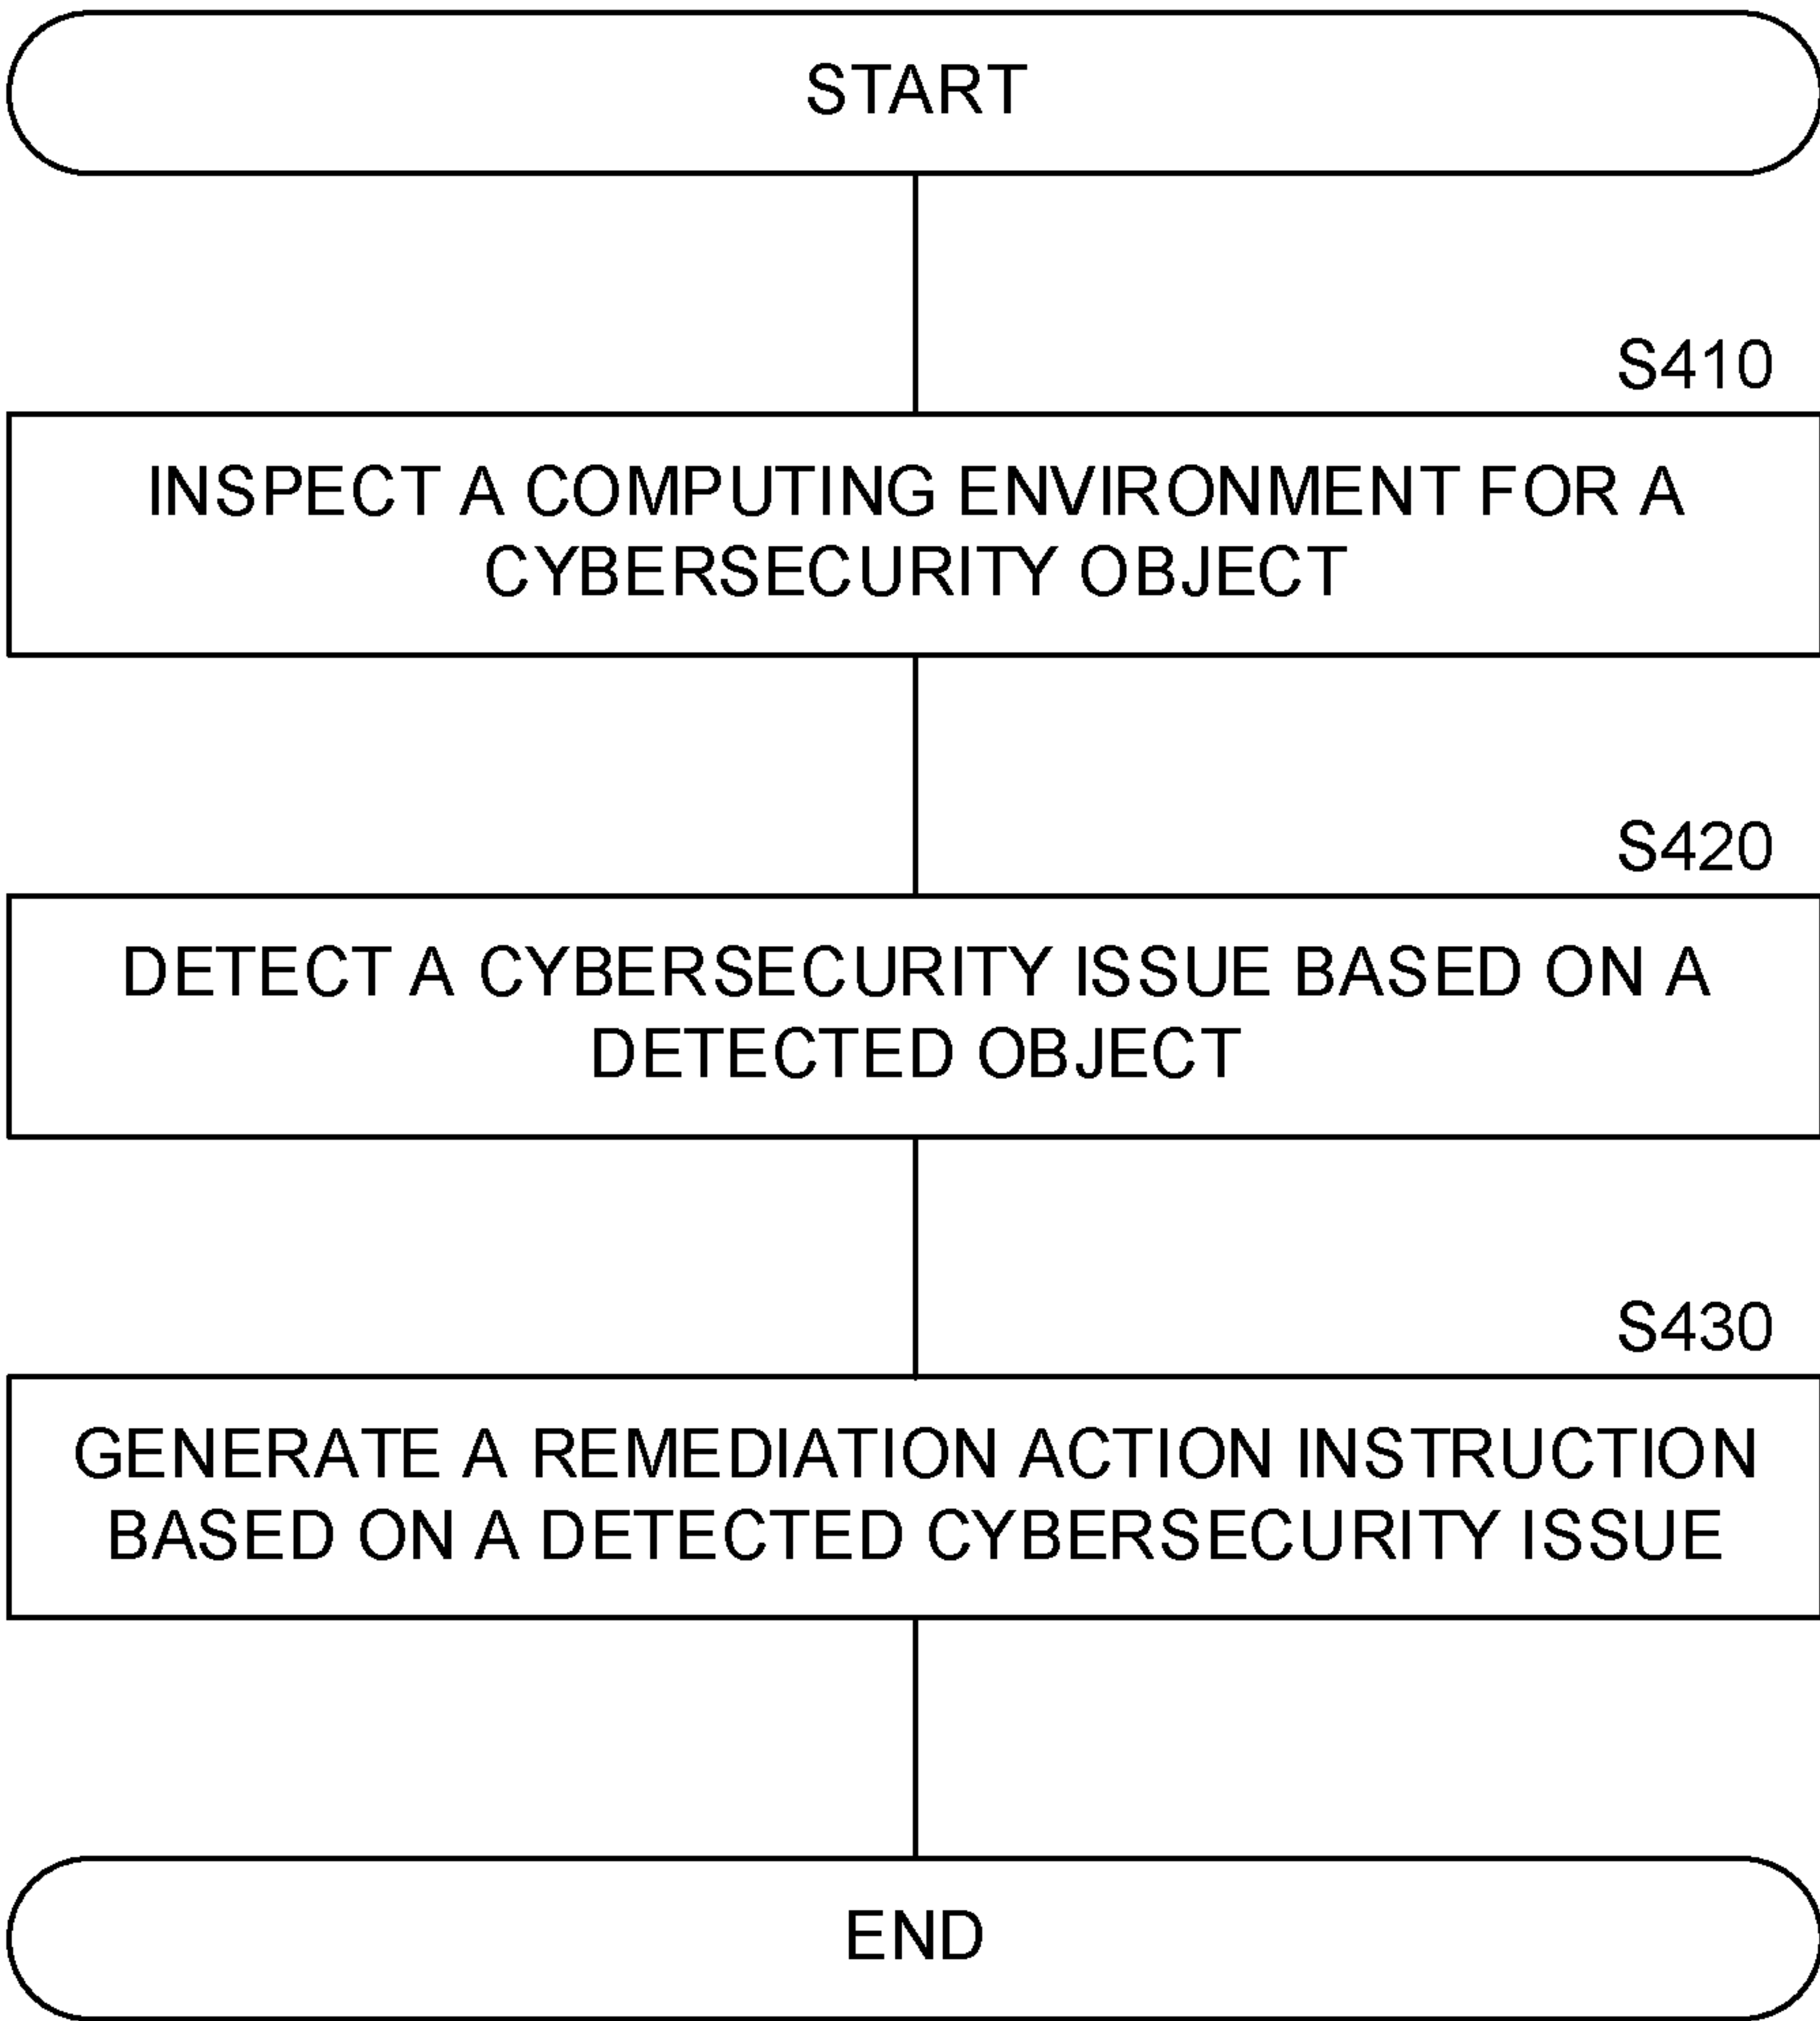 START
S410
INSPECT A COMPUTING ENVIRONMENT FOR A
CYBERSECURITY OBJECT
S420
DETECT A CYBERSECURITY ISSUE BASED ON A
DETECTED OBJECT
S430
GENERATE A REMEDIATION ACTION INSTRUCTION
BASED ON A DETECTED CYBERSECURITY ISSUE
END